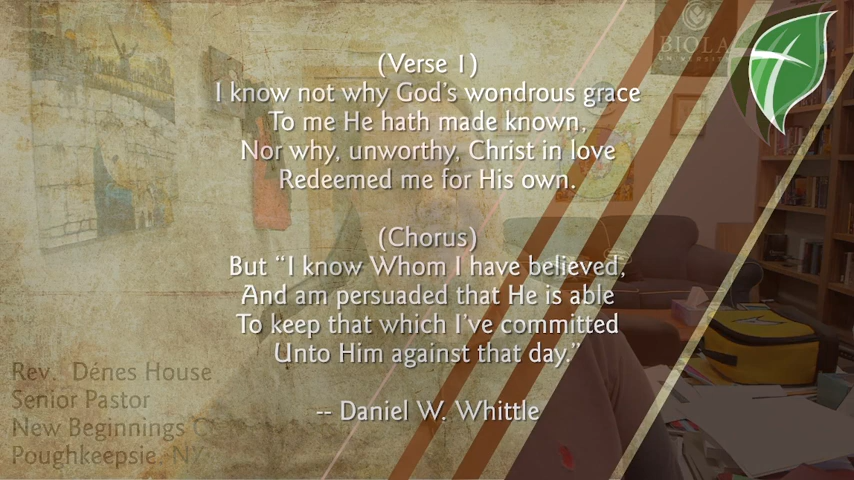 BIOLA
UNIVERSITY
(Verse 1)
I know not why God's wondrous grace
To me He hath made known,
Nor why, unworthy, Christ in love
Redeemed me for His own.
(Chorus)
But “I know Whom I have believed,
And am persuaded that He is able
To keep that which I've committed
Unto Him against that day.”
-- Daniel W. Whittle
Rev. Dénes House
Senior Pastor
New Beginnings
Poughkeepsie, NY